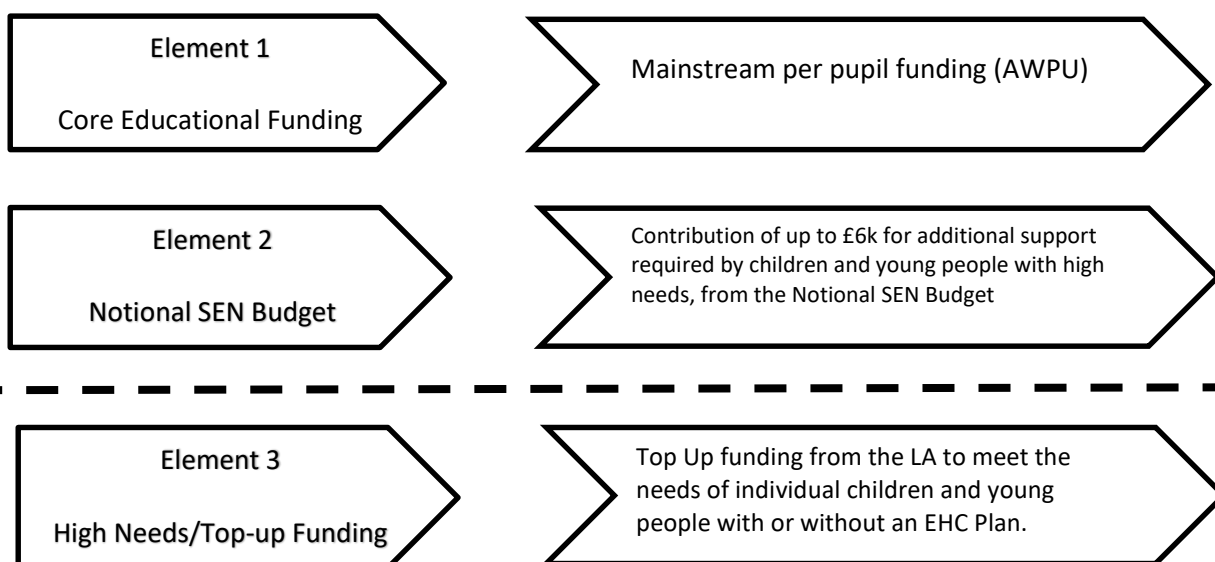 Element 1
Core Educational Funding
Mainstream per pupil funding (AWPU)
Element 2
Notional SEN Budget
Contribution of up to £6k for additional support
required by children and young people with high
needs, from the Notional SEN Budget
Element 3
High Needs/Top-up Funding
Top Up funding from the LA to meet the
needs of individual children and young
people with or without an EHC Plan.